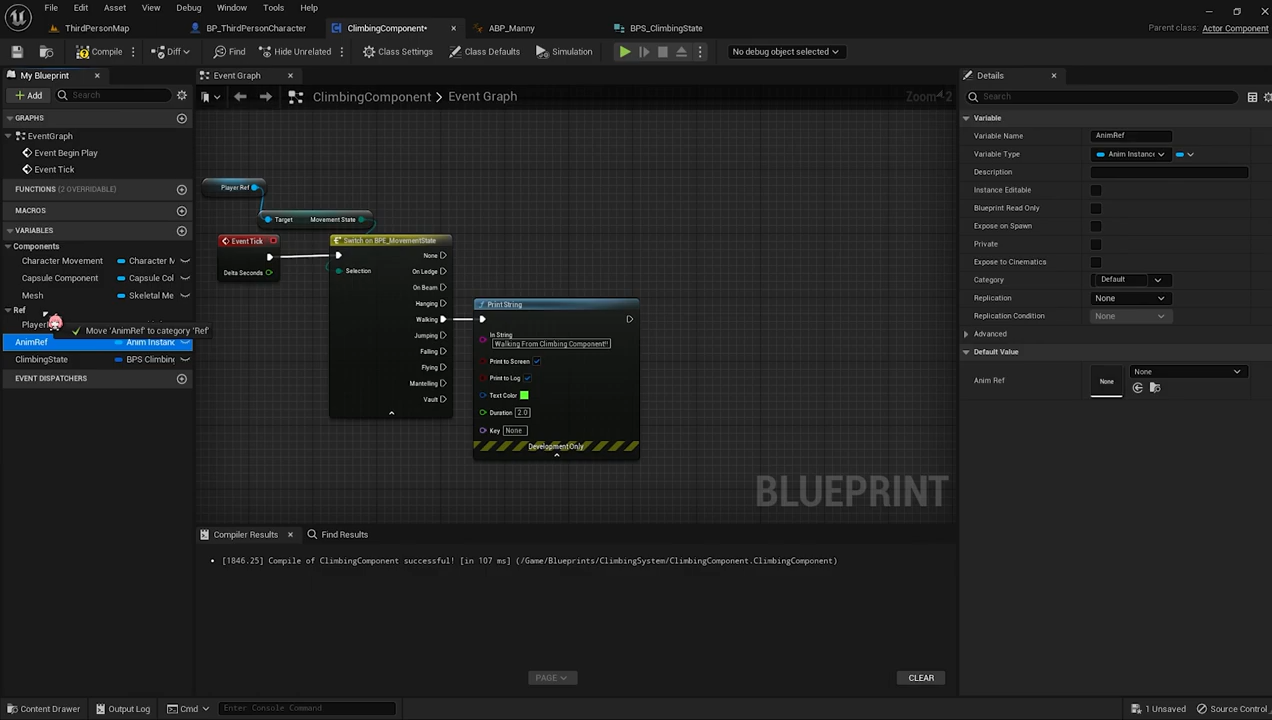 File Edit Asset View Debug Window Tools Help
ThirdPersonMap BP_ThirdPersonCharacter ClimbingComponent* ABP_Manny BPS_ClimbingState
Parent class: Actor Component
Compile Diff Find Hide Unrelated Class Settings Class Defaults Simulation No debug object selected
My Blueprint Event Graph Details
Add Search ClimbingComponent > Event Graph Zoom -2 Search
GRAPHS
EventGraph
Event Begin Play
Event Tick
FUNCTIONS (2 OVERRIDABLE)
MACROS
VARIABLES
Components
Character Movement Character M
Capsule Component Capsule Col
Mesh Skeletal Me
Ref
Move 'AnimRef' to category 'Ref'
AnimRef Anim Instanc
ClimbingState BPS Climbing
EVENT DISPATCHERS
Player Ref
Target Movement State
Event Tick
Delta Seconds
Switch on BPE_MovementState
Selection
None
On Ledge
On Beam
Hanging
Walking
Jumping
Falling
Flying
Mantelling
Vault
Print String
In String
Walking From Climbing Component!!
Print to Screen
Print to Log
Text Color
Duration 2.0
Key None
Development Only
BLUEPRINT
Variable
Variable Name AnimRef
Variable Type Anim Instance
Description
Instance Editable
Blueprint Read Only
Expose on Spawn
Private
Expose to Cinematics
Category Default
Replication None
Replication Condition None
Advanced
Default Value
Anim Ref None None
Compiler Results Find Results
[1846.25] Compile of ClimbingComponent successful! [in 107 ms] (/Game/Blueprints/ClimbingSystem/ClimbingComponent.ClimbingComponent)
PAGE CLEAR
Content Drawer Output Log Cmd Enter Console Command 1 Unsaved Source Control